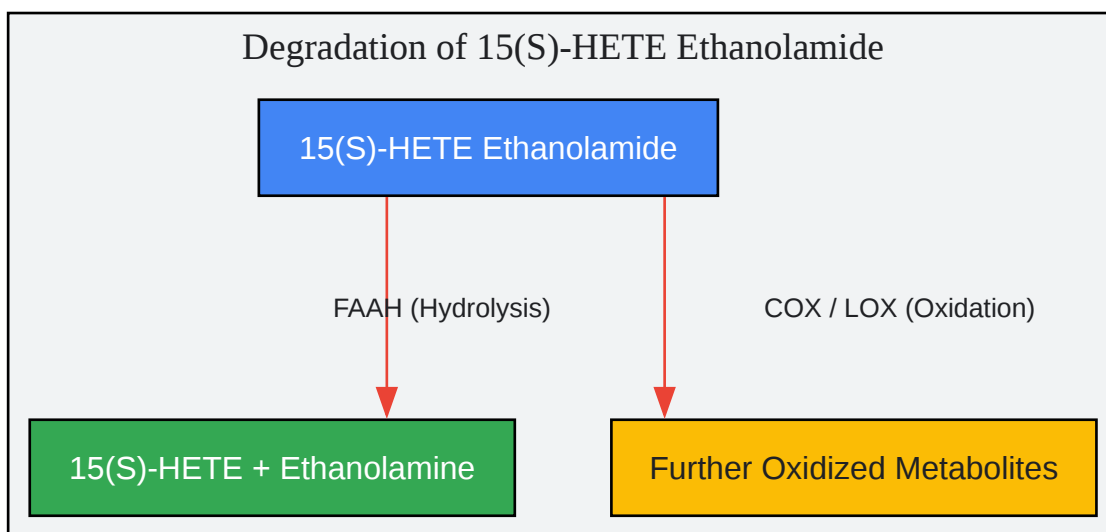 Degradation of 15(S)-HETE Ethanolamide
15(S)-HETE Ethanolamide
FAAH (Hydrolysis)
COX / LOX (Oxidation)
15(S)-HETE + Ethanolamine
Further Oxidized Metabolites